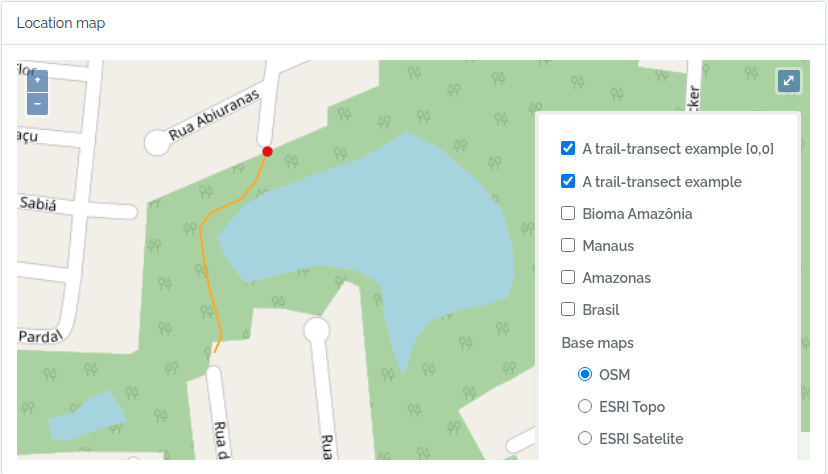 Location map
+
−
Rua Abiuranas
açu
Sabiá
Pardal
Rua d
Rua
cker
A trail-transect example [0,0]
A trail-transect example
Bioma Amazônia
Manaus
Amazonas
Brasil
Base maps
OSM
ESRI Topo
ESRI Satelite